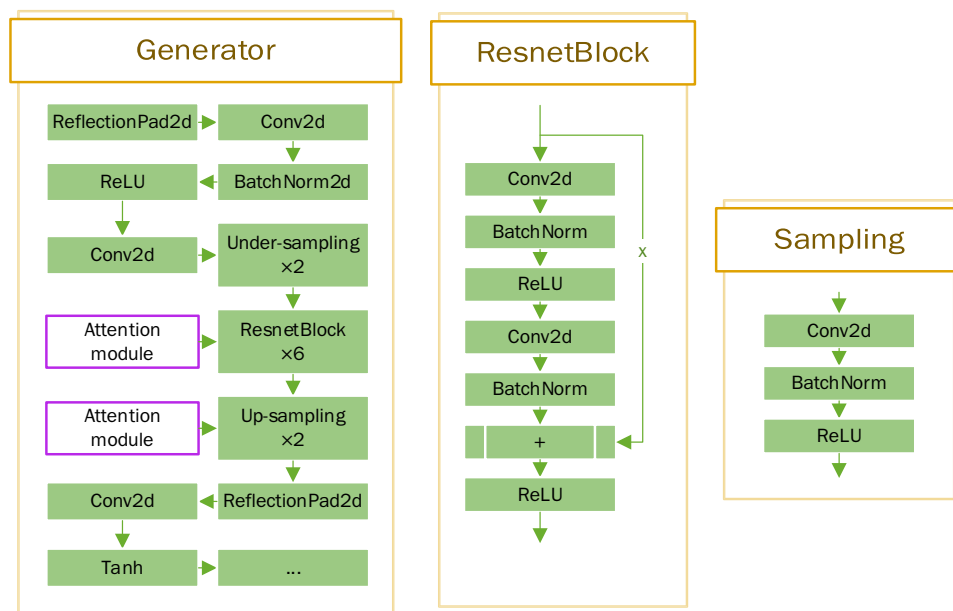 Generator
ReflectionPad2d
Conv2d
ReLU
BatchNorm2d
Conv2d
Under-sampling
×2
Attention
module
ResnetBlock
×6
Attention
module
Up-sampling
×2
Conv2d
ReflectionPad2d
Tanh
...
ResnetBlock
Conv2d
BatchNorm
ReLU
x
Conv2d
BatchNorm
+
ReLU
Sampling
Conv2d
BatchNorm
ReLU